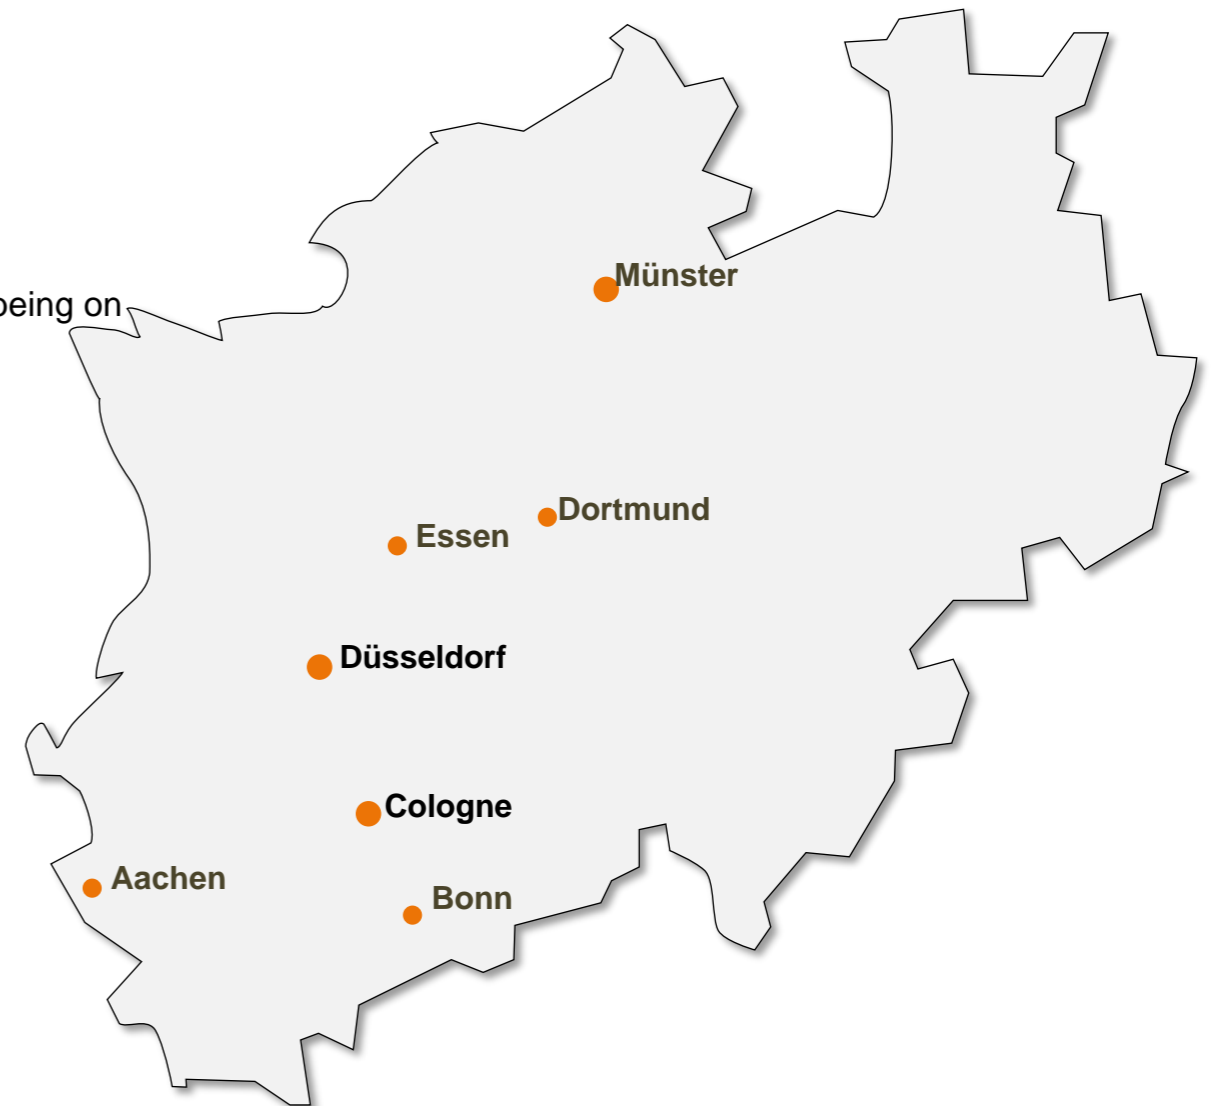 Münster
being on
Dortmund
Essen
Düsseldorf
Cologne
Aachen
Bonn